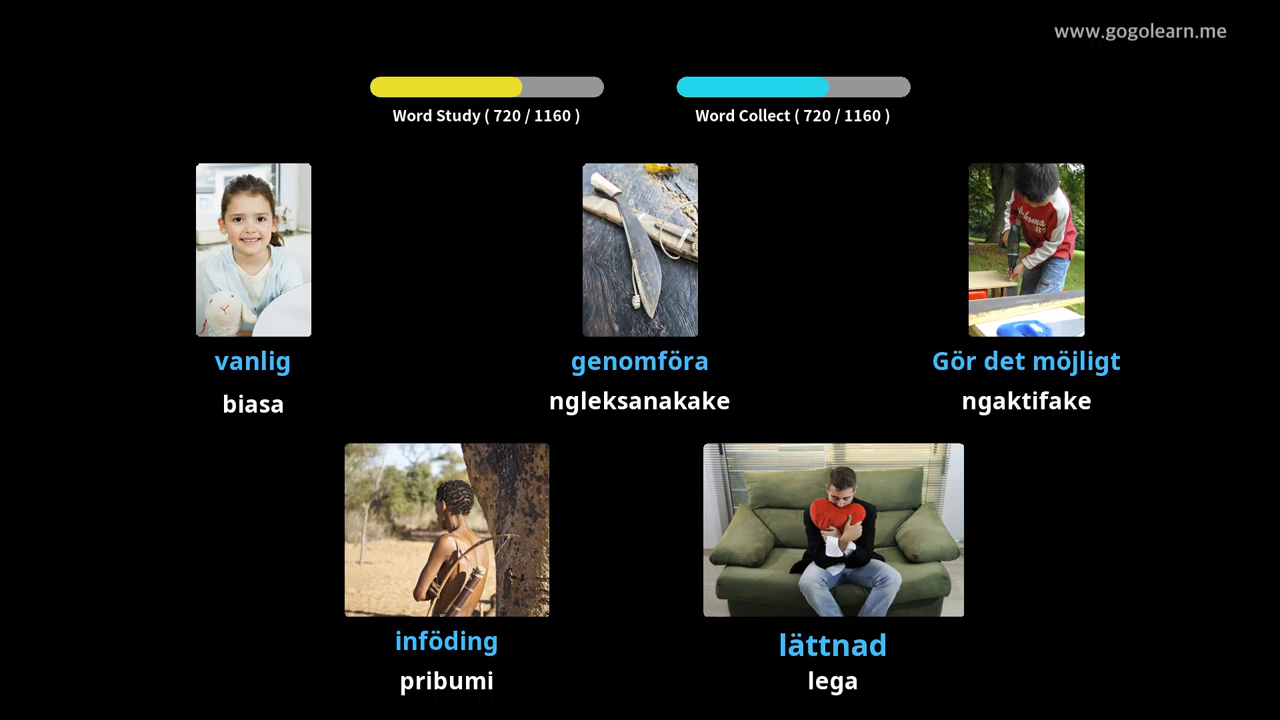 www.gogolearn.me
Word Study ( 720 / 1160 )
Word Collect ( 720 / 1160 )
vanlig
biasa
genomföra
ngleksanakake
Gör det möjligt
ngaktifake
inföding
pribumi
lättnad
lega